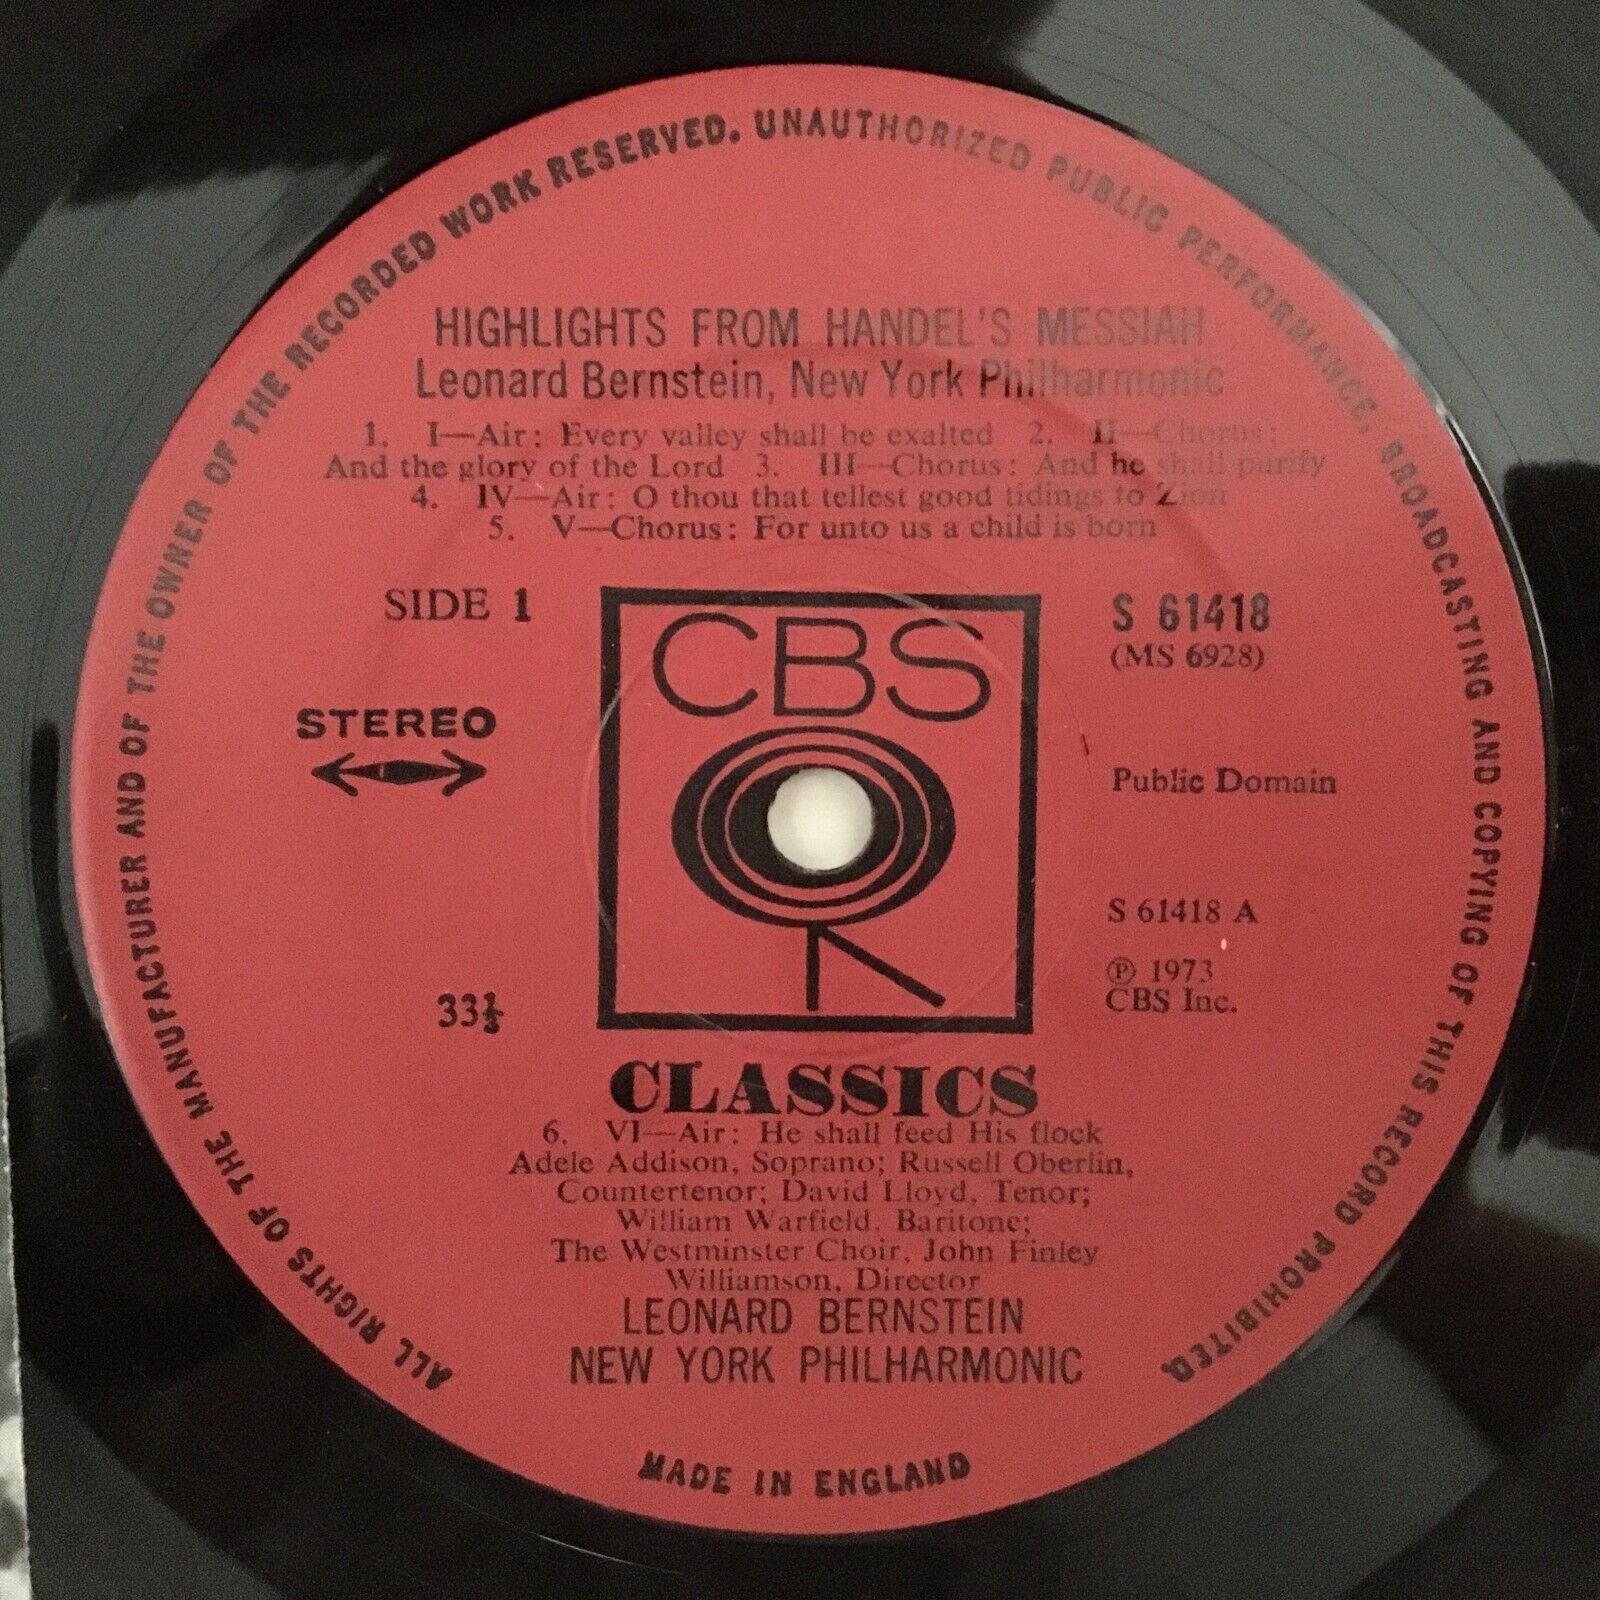 ALL RIGHTS OF THE MANUFACTURER AND OF THE OWNER OF THE RECORDED WORK RESERVED. UNAUTHORIZED PUBLIC PERFORMANCE, BROADCASTING AND COPYING OF THIS RECORD PROHIBITED.
HIGHLIGHTS FROM HANDEL'S MESSIAH
Leonard Bernstein, New York Philharmonic
1. I—Air: Every valley shall be exalted 2. II—Chorus:
And the glory of the Lord 3. III—Chorus: And he shall purify
4. IV—Air: O thou that tellest good tidings to Zion
5. V—Chorus: For unto us a child is born
SIDE 1
S 61418
(MS 6928)
CBS
STEREO
Public Domain
S 61418 A
℗ 1973
CBS Inc.
33⅓
CLASSICS
6. VI—Air: He shall feed His flock
Adele Addison, Soprano; Russell Oberlin,
Countertenor; David Lloyd, Tenor;
William Warfield, Baritone;
The Westminster Choir, John Finley
Williamson, Director
LEONARD BERNSTEIN
NEW YORK PHILHARMONIC
MADE IN ENGLAND